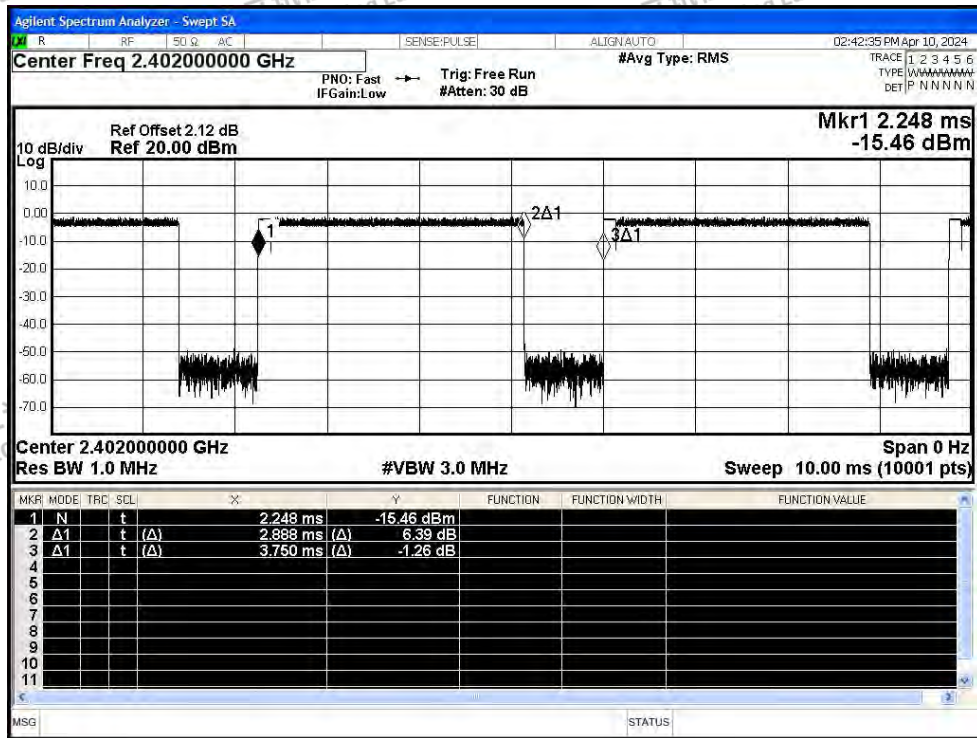 Agilent Spectrum Analyzer - Swept SA
LXI R RF 50 Ω AC SENSE:PULSE ALIGN AUTO 02:42:35 PM Apr 10, 2024
Center Freq 2.402000000 GHz #Avg Type: RMS TRACE 1 2 3 4 5 6
PNO: Fast Trig: Free Run TYPE WWWWWW
IFGain:Low #Atten: 30 dB DET P N N N N N
Mkr1 2.248 ms
Ref Offset 2.12 dB
10 dB/div Ref 20.00 dBm -15.46 dBm
Log
10.0
0.00
2Δ1
1
3Δ1
-10.0
-20.0
-30.0
-40.0
-50.0
-60.0
-70.0
Center 2.402000000 GHz Span 0 Hz
Res BW 1.0 MHz #VBW 3.0 MHz Sweep 10.00 ms (10001 pts)
MKR MODE TRC SCL X Y FUNCTION FUNCTION WIDTH FUNCTION VALUE
1 N t 2.248 ms -15.46 dBm
2 Δ1 t (Δ) 2.888 ms (Δ) 6.39 dB
3 Δ1 t (Δ) 3.750 ms (Δ) -1.26 dB
4
5
6
7
8
9
10
11
MSG STATUS